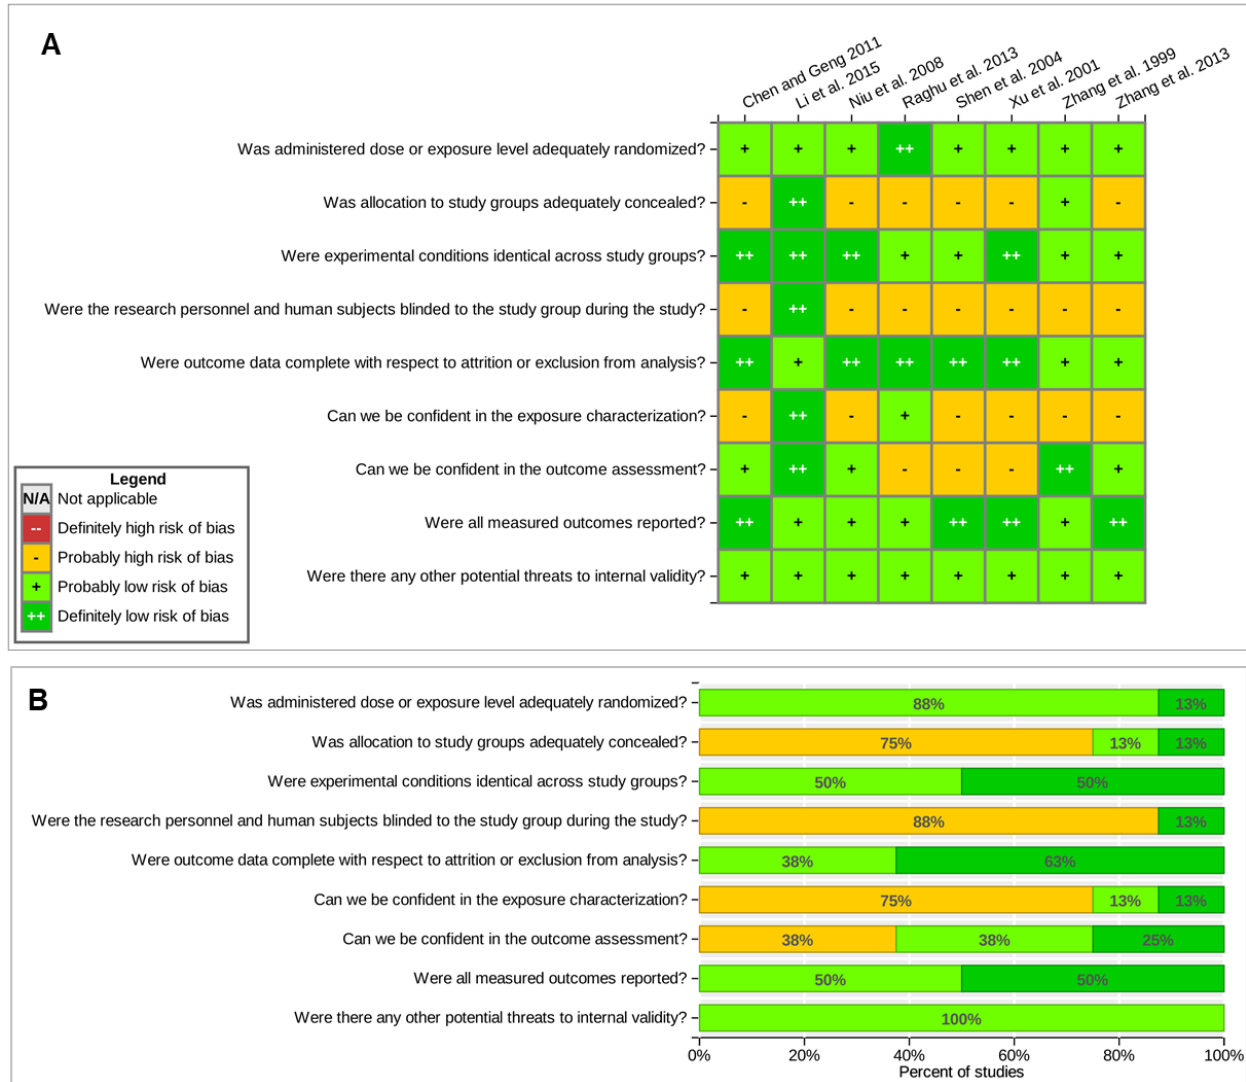 A
Chen and Geng 2011
Li et al. 2015
Niu et al. 2008
Raghu et al. 2013
Shen et al. 2004
Xu et al. 2001
Zhang et al. 1999
Zhang et al. 2013
Was administered dose or exposure level adequately randomized? + + + ++ + + + +
Was allocation to study groups adequately concealed? - ++ - - - - + -
Were experimental conditions identical across study groups? ++ ++ ++ + + ++ + +
Were the research personnel and human subjects blinded to the study group during the study? - ++ - - - - - -
Were outcome data complete with respect to attrition or exclusion from analysis? ++ + ++ ++ ++ ++ + +
Can we be confident in the exposure characterization? - ++ - + - - - -
Can we be confident in the outcome assessment? + ++ + - - - ++ +
Were all measured outcomes reported? ++ + + + ++ ++ + ++
Were there any other potential threats to internal validity? + + + + + + + +
Legend
N/A Not applicable
-- Definitely high risk of bias
- Probably high risk of bias
+ Probably low risk of bias
++ Definitely low risk of bias
B
Was administered dose or exposure level adequately randomized? 88% 13%
Was allocation to study groups adequately concealed? 75% 13% 13%
Were experimental conditions identical across study groups? 50% 50%
Were the research personnel and human subjects blinded to the study group during the study? 88% 13%
Were outcome data complete with respect to attrition or exclusion from analysis? 38% 63%
Can we be confident in the exposure characterization? 75% 13% 13%
Can we be confident in the outcome assessment? 38% 38% 25%
Were all measured outcomes reported? 50% 50%
Were there any other potential threats to internal validity? 100%
0% 20% 40% 60% 80% 100%
Percent of studies